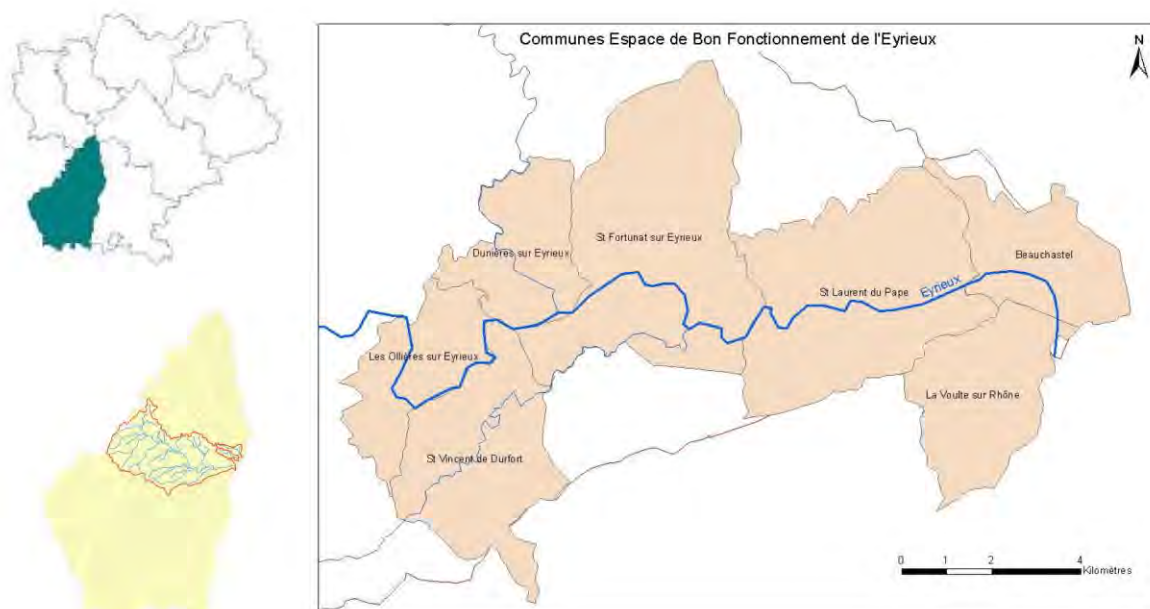 Communes Espace de Bon Fonctionnement de l'Eyrieux
N
St Fortunat sur Eyrieux
Dunières sur Eyrieux
Beauchastel
Eyrieux
St Laurent du Pape
Les Ollières sur Eyrieux
La Voulte sur Rhône
St Vincent de Durfort
0 1 2 4
Kilomètres